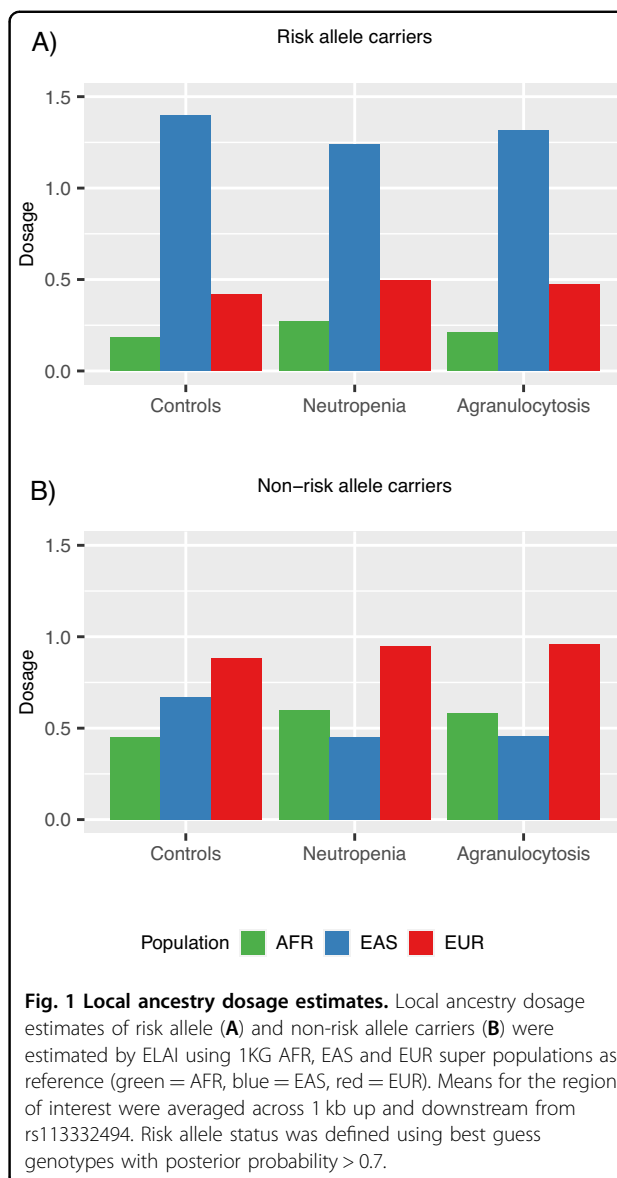 A)
Risk allele carriers
1.5
1.0
0.5
0.0
Dosage
Controls Neutropenia Agranulocytosis
B)
Non−risk allele carriers
1.5
1.0
0.5
0.0
Dosage
Controls Neutropenia Agranulocytosis
Population AFR EAS EUR
Fig. 1 Local ancestry dosage estimates. Local ancestry dosage
estimates of risk allele (A) and non-risk allele carriers (B) were
estimated by ELAI using 1KG AFR, EAS and EUR super populations as
reference (green = AFR, blue = EAS, red = EUR). Means for the region
of interest were averaged across 1 kb up and downstream from
rs113332494. Risk allele status was defined using best guess
genotypes with posterior probability > 0.7.